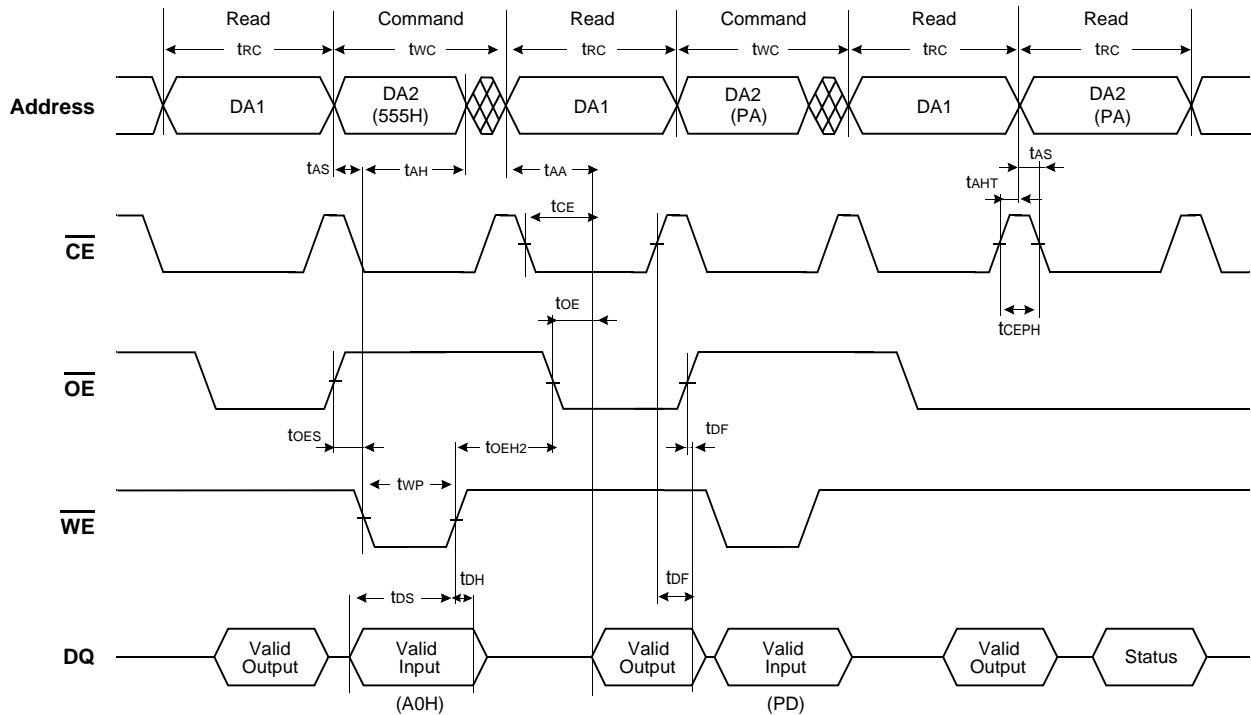 Read Command Read Command Read Read
tRC tWC tRC tWC tRC tRC
Address DA1 DA2 (555H) DA1 DA2 (PA) DA1 DA2 (PA)
tAS tAH tAA tAS
tAHT
tCE
CE
tOE
tCEPH
OE
tOES tOEH2 tDF
tWP
WE
tDH tDF
tDS
DQ Valid Output Valid Input Valid Output Valid Input Valid Output Status
(A0H) (PD)